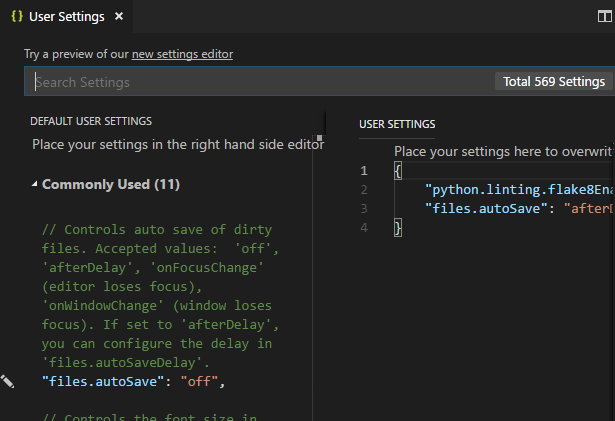 { } User Settings ×
Try a preview of our new settings editor
Search Settings
Total 569 Settings
DEFAULT USER SETTINGS
Place your settings in the right hand side editor
Commonly Used (11)
// Controls auto save of dirty
files. Accepted values:  'off',
'afterDelay', 'onFocusChange'
(editor loses focus),
'onWindowChange' (window loses
focus). If set to 'afterDelay',
you can configure the delay in
'files.autoSaveDelay'.
"files.autoSave": "off",
// Controls the font size in
USER SETTINGS
Place your settings here to overwrit
1 {
2 "python.linting.flake8Ena
3 "files.autoSave": "afterD
4 }